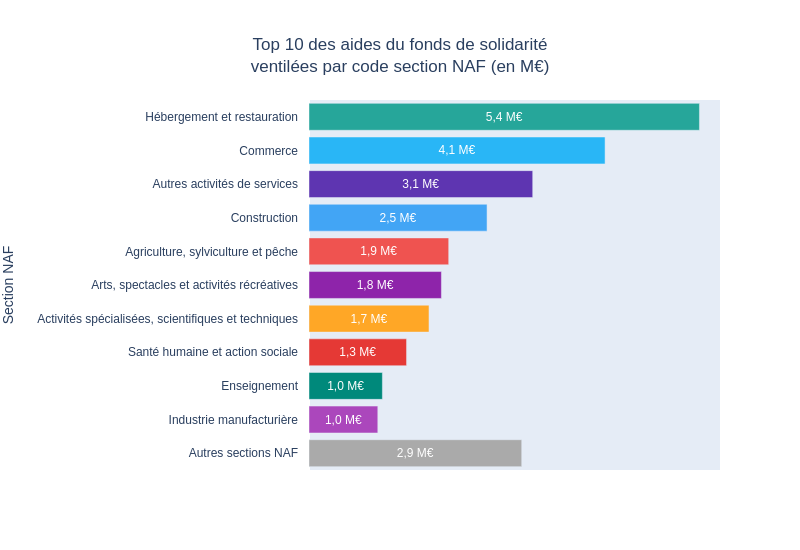 Top 10 des aides du fonds de solidarité
ventilées par code section NAF (en M€)
Section NAF
Hébergement et restauration 5,4 M€
Commerce 4,1 M€
Autres activités de services 3,1 M€
Construction 2,5 M€
Agriculture, sylviculture et pêche 1,9 M€
Arts, spectacles et activités récréatives 1,8 M€
Activités spécialisées, scientifiques et techniques 1,7 M€
Santé humaine et action sociale 1,3 M€
Enseignement 1,0 M€
Industrie manufacturière 1,0 M€
Autres sections NAF 2,9 M€